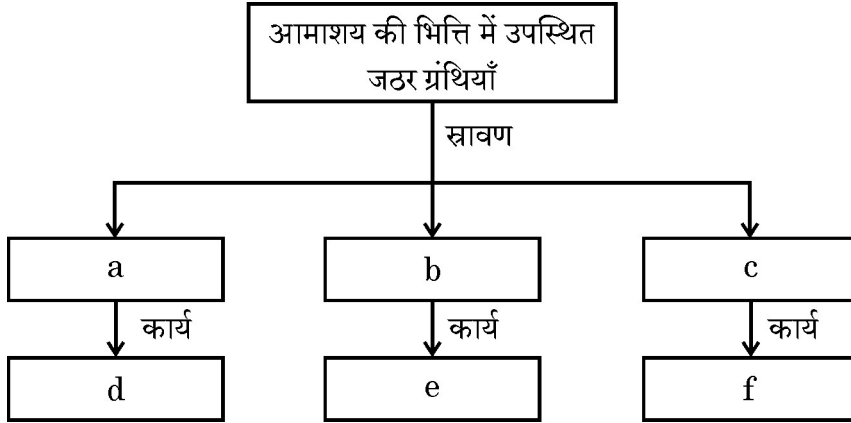 आमाशय की भित्ति में उपस्थित
जठर ग्रंथियाँ
स्रावण
a
b
c
कार्य
कार्य
कार्य
d
e
f